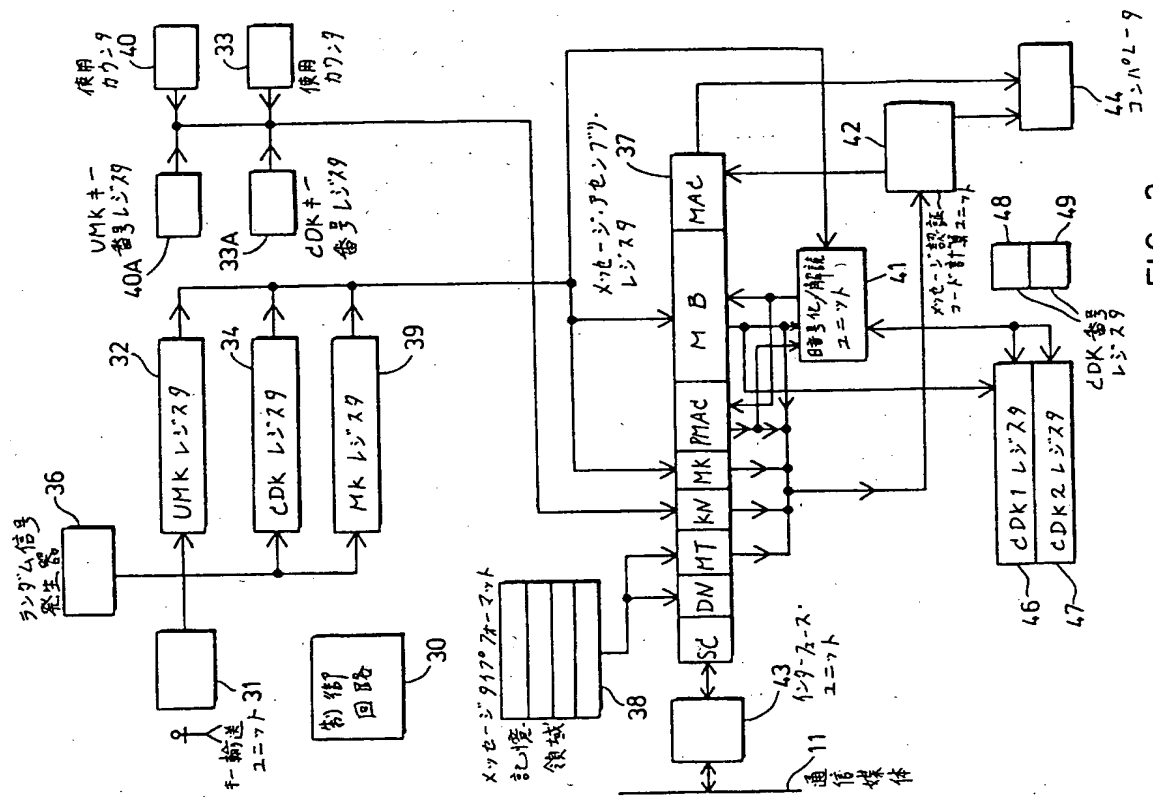 ランダム信号
発生器
36
31
キー輸送
ユニット
制御
回路
30
32
UMKレジスタ
34
CDKレジスタ
MKレジスタ
39
UMKキー
番号レジスタ
40A
使用
カウンタ
40
CDKキー
番号レジスタ
33A
使用
カウンタ
33
メッセージタイプフォーマット
記憶
領域
38
メッセージ・アセンブリ・
レジスタ
37
SC
DN
MT
KN
MK
PMAC
MB
MAC
43
インターフェース・
ユニット
11
通信媒体
暗号化/解読
ユニット
41
メッセージ認証
コード計算ユニット
42
44
コンパレータ
46
CDK1レジスタ
47
CDK2レジスタ
48
49
CDK番号
レジスタ